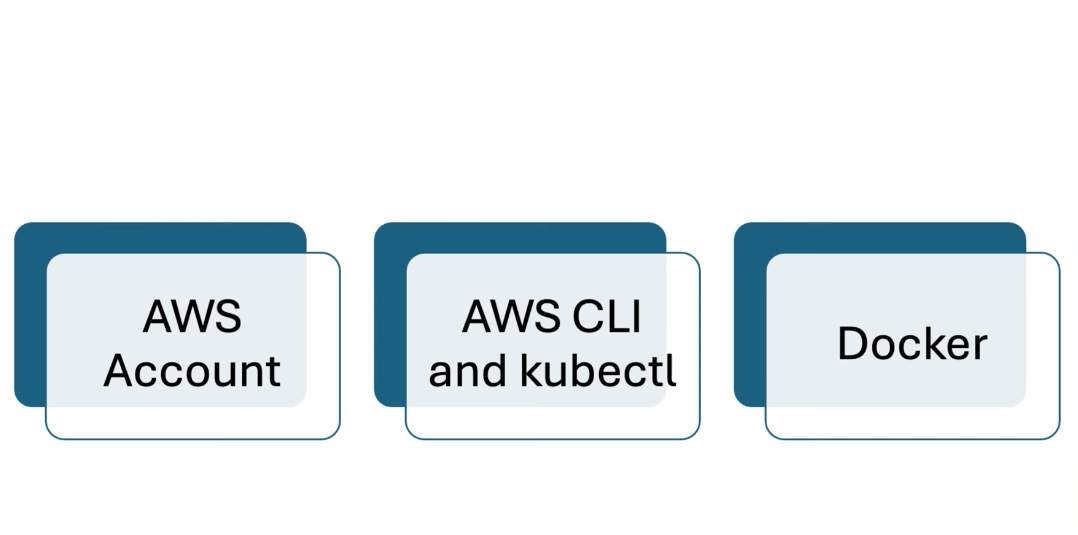 AWS
Account
AWS CLI
and kubectl
Docker